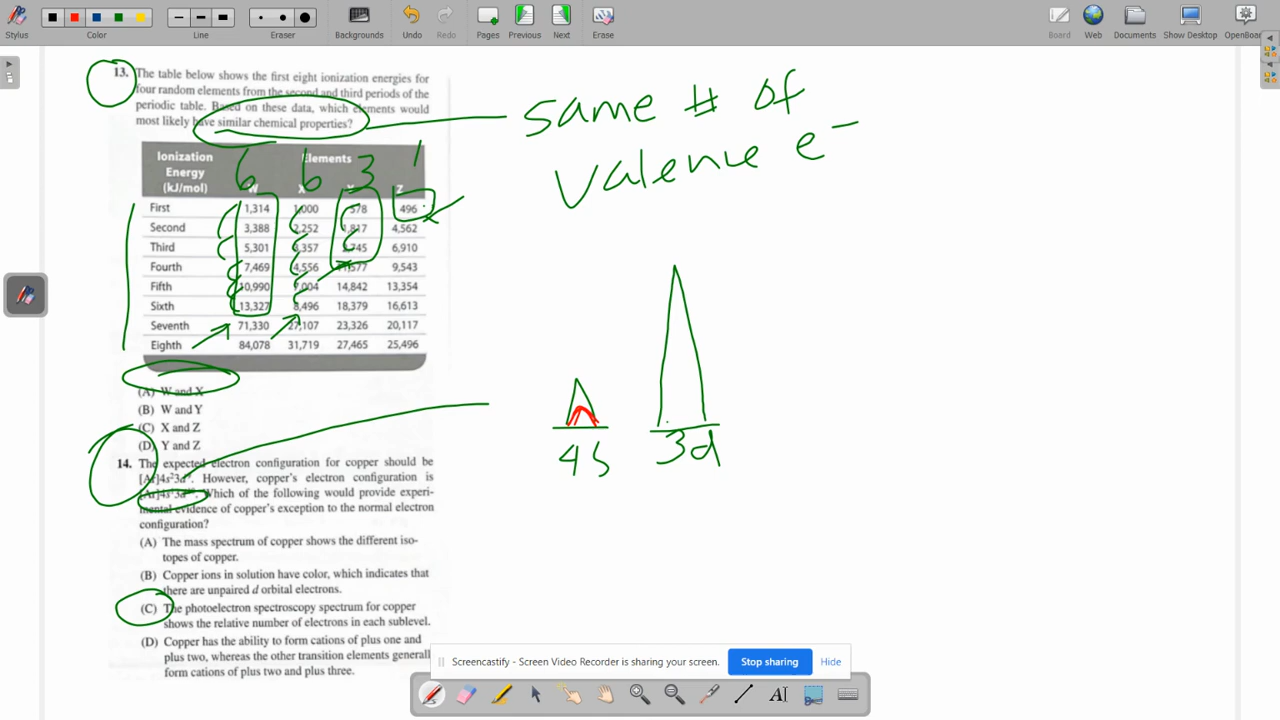 Stylus
Color
Line
Eraser
Backgrounds
Undo
Redo
Pages
Previous
Next
Erase
Board
Web
Documents
Show Desktop
OpenBoard
13. The table below shows the first eight ionization energies for
four random elements from the second and third periods of the
periodic table. Based on these data, which elements would
most likely have similar chemical properties?
same # of
valence e⁻
Ionization
Energy
(kJ/mol)
Elements
6 6 3 1
W X Y Z
First 1,314 1,000 578 496
Second 3,388 2,252 1,817 4,562
Third 5,301 3,357 2,745 6,910
Fourth 7,469 4,556 11,577 9,543
Fifth 10,990 7,004 14,842 13,354
Sixth 13,327 8,496 18,379 16,613
Seventh 71,330 27,107 23,326 20,117
Eighth 84,078 31,719 27,465 25,496
(A) W and X
(B) W and Y
(C) X and Z
(D) Y and Z
4s 3d
14. The expected electron configuration for copper should be
[Ar]4s²3d⁹. However, copper's electron configuration is
[Ar]4s¹3d¹⁰. Which of the following would provide experi-
mental evidence of copper's exception to the normal electron
configuration?
(A) The mass spectrum of copper shows the different iso-
topes of copper.
(B) Copper ions in solution have color, which indicates that
there are unpaired d orbital electrons.
(C) The photoelectron spectroscopy spectrum for copper
shows the relative number of electrons in each sublevel.
(D) Copper has the ability to form cations of plus one and
plus two, whereas the other transition elements generall
form cations of plus two and plus three.
Screencastify - Screen Video Recorder is sharing your screen.
Stop sharing
Hide